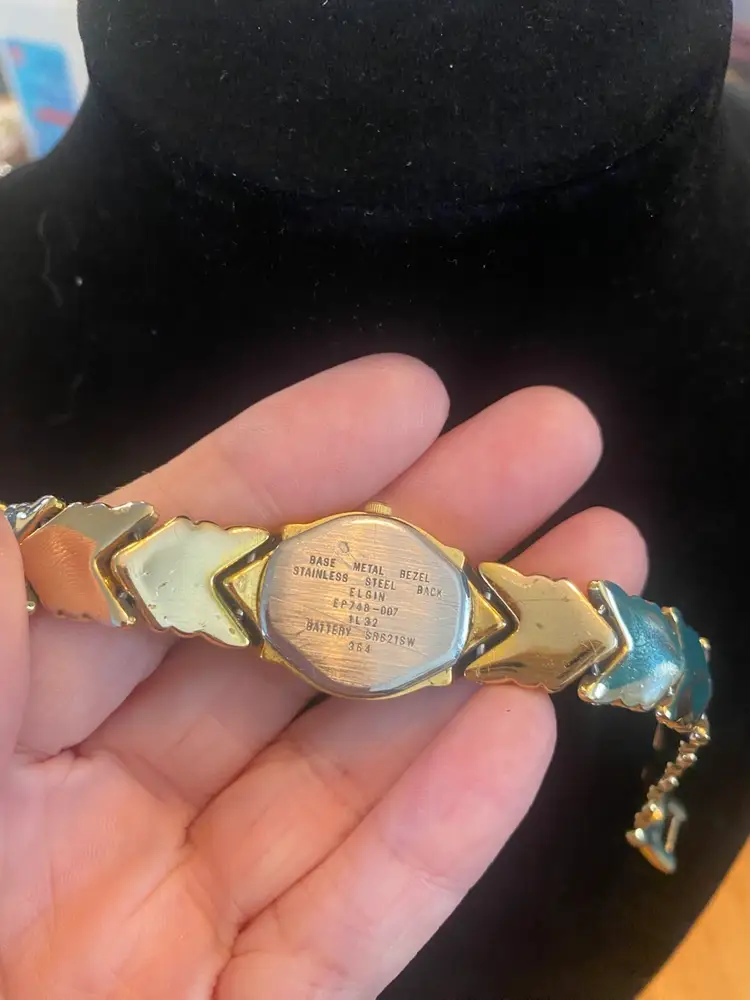 BASE METAL BEZEL
STAINLESS STEEL BACK
ELGIN
EP748-007
1L32
BATTERY SR621SW
364